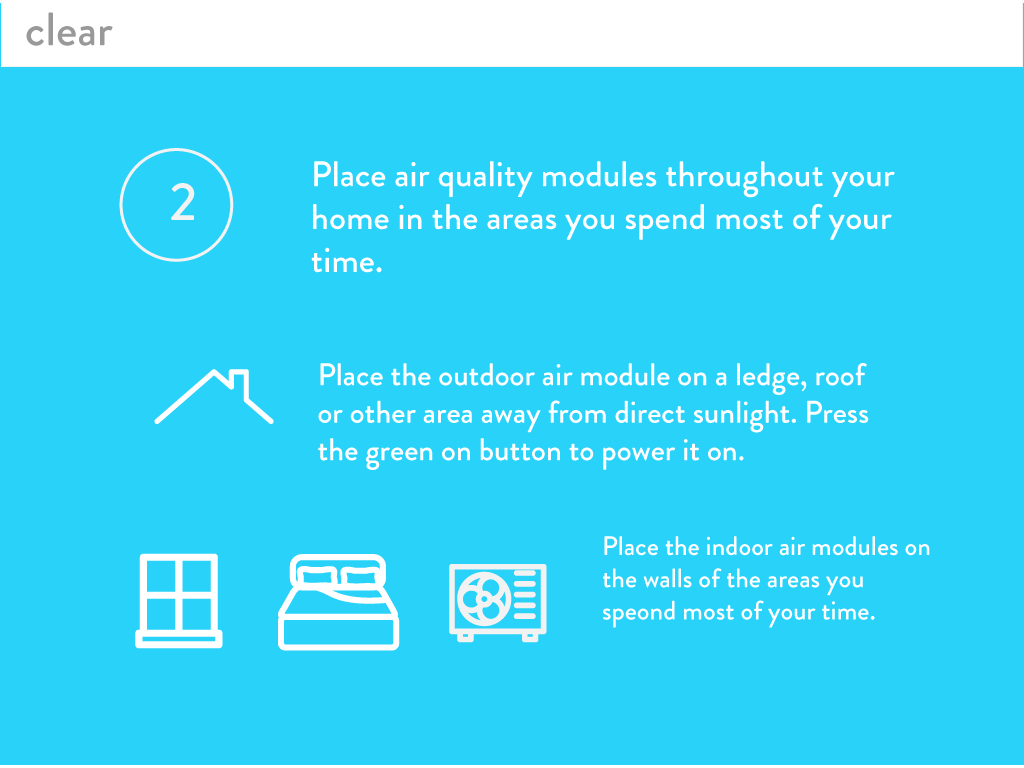 clear
2
Place air quality modules throughout your
home in the areas you spend most of your
time.
Place the outdoor air module on a ledge, roof
or other area away from direct sunlight. Press
the green on button to power it on.
Place the indoor air modules on
the walls of the areas you
speond most of your time.